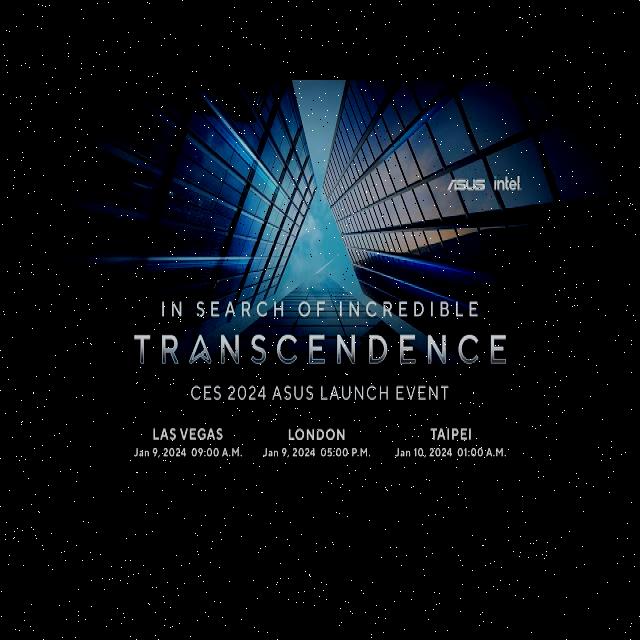 ASUS intel
IN SEARCH OF INCREDIBLE
TRANSCENDENCE
CES 2024 ASUS LAUNCH EVENT
LAS VEGAS LONDON TAIPEI
Jan 9, 2024 09:00 A.M. Jan 9, 2024 05:00 P.M. Jan 10, 2024 01:00 A.M.